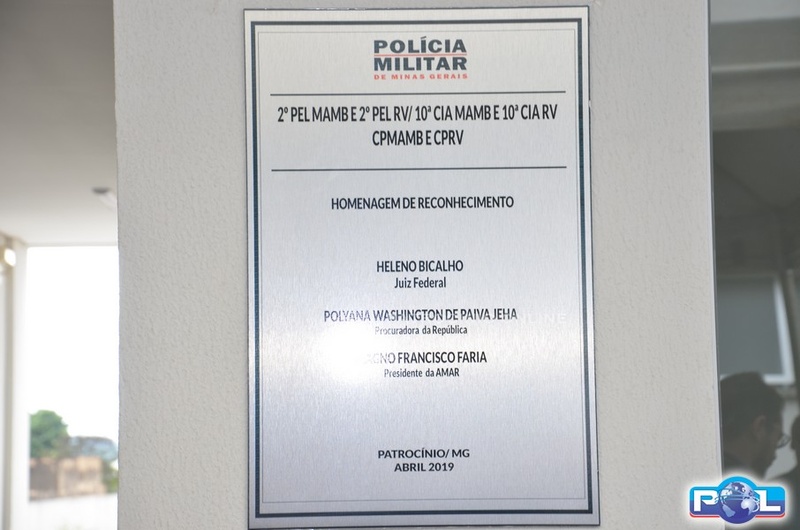 POLÍCIA
MILITAR
DE MINAS GERAIS
2º PEL MAMB E 2º PEL RV/ 10ª CIA MAMB E 10ª CIA RV
CPMAMB E CPRV
HOMENAGEM DE RECONHECIMENTO
HELENO BICALHO
Juiz Federal
POLYANA WASHINGTON DE PAIVA JEHA
Procuradora da República
FRANCISCO FARIA
Presidente da AMAR
PATROCÍNIO/ MG
ABRIL 2019
POL